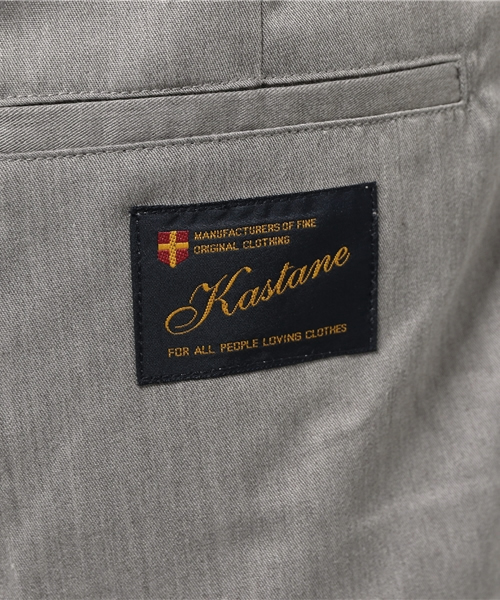 MANUFACTURERS OF FINE
ORIGINAL CLOTHING
Kastane
FOR ALL PEOPLE LOVING CLOTHES